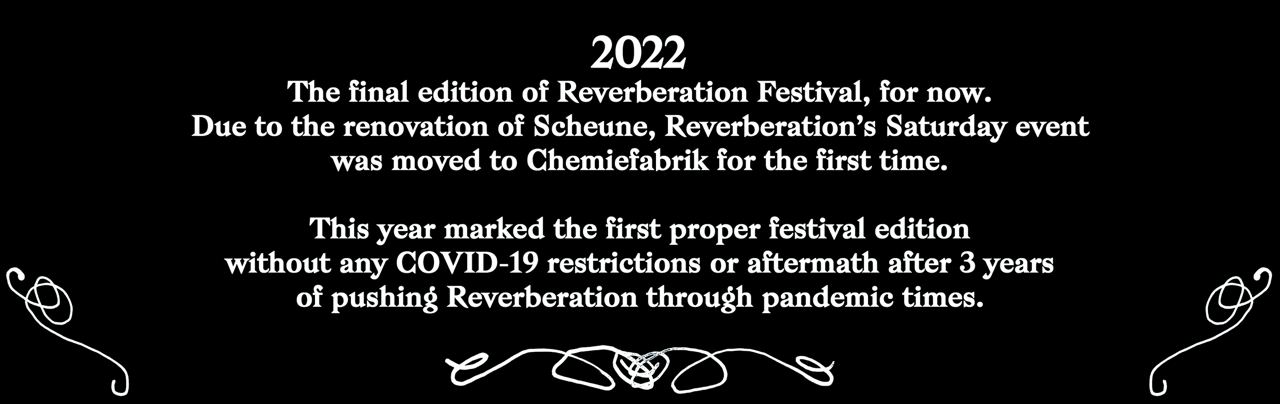 2022
The final edition of Reverberation Festival, for now.
Due to the renovation of Scheune, Reverberation’s Saturday event
was moved to Chemiefabrik for the first time.
This year marked the first proper festival edition
without any COVID-19 restrictions or aftermath after 3 years
of pushing Reverberation through pandemic times.